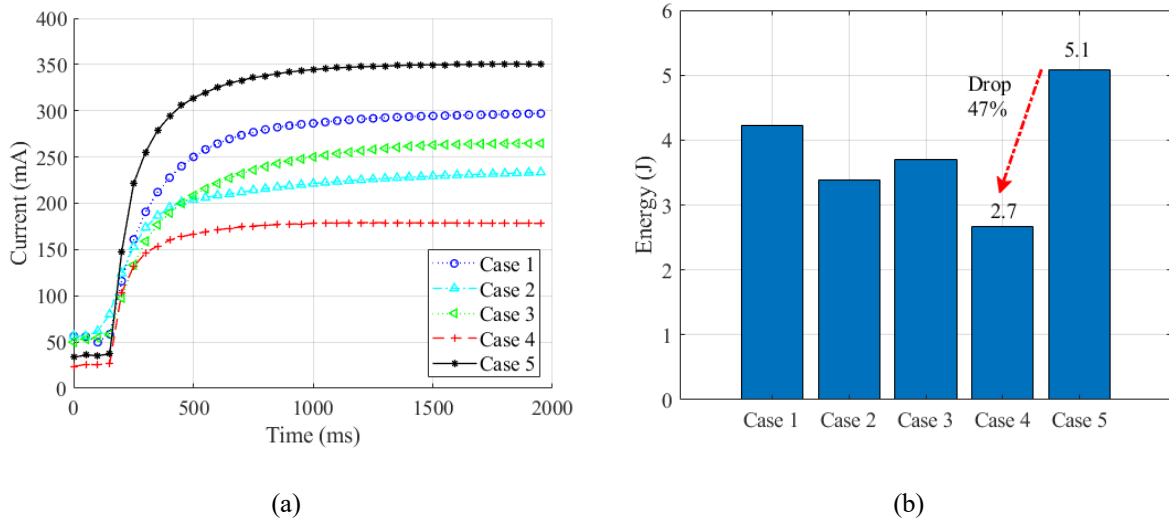 400
350
300
250
200
150
100
50
0
Current (mA)
0 500 1000 1500 2000
Time (ms)
Case 1
Case 2
Case 3
Case 4
Case 5
(a)
6
5
4
3
2
1
0
Energy (J)
5.1
Drop
47%
2.7
Case 1 Case 2 Case 3 Case 4 Case 5
(b)